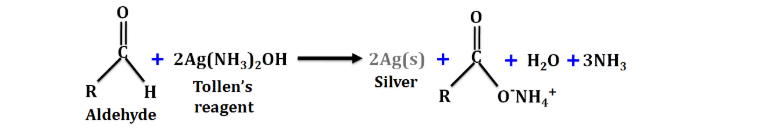 O
O
C + 2Ag(NH₃)₂OH 2Ag(s) + C + H₂O + 3NH₃
R H Tollen's Silver R O⁻NH₄⁺
Aldehyde reagent